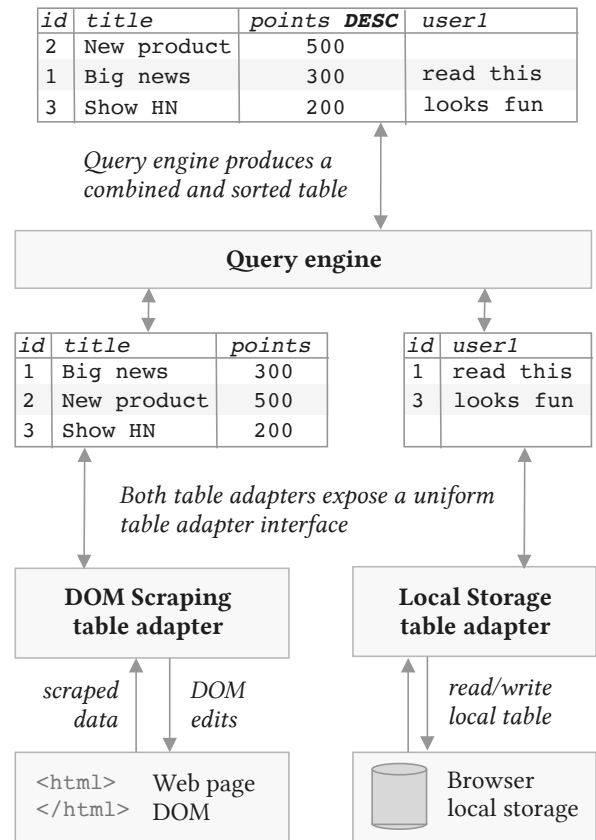 id title points DESC user1
2 New product 500
1 Big news 300 read this
3 Show HN 200 looks fun
Query engine produces a
combined and sorted table
Query engine
id title points
1 Big news 300
2 New product 500
3 Show HN 200
id user1
1 read this
3 looks fun
Both table adapters expose a uniform
table adapter interface
DOM Scraping
table adapter
Local Storage
table adapter
scraped
data
DOM
edits
read/write
local table
<html>
</html>
Web page
DOM
Browser
local storage